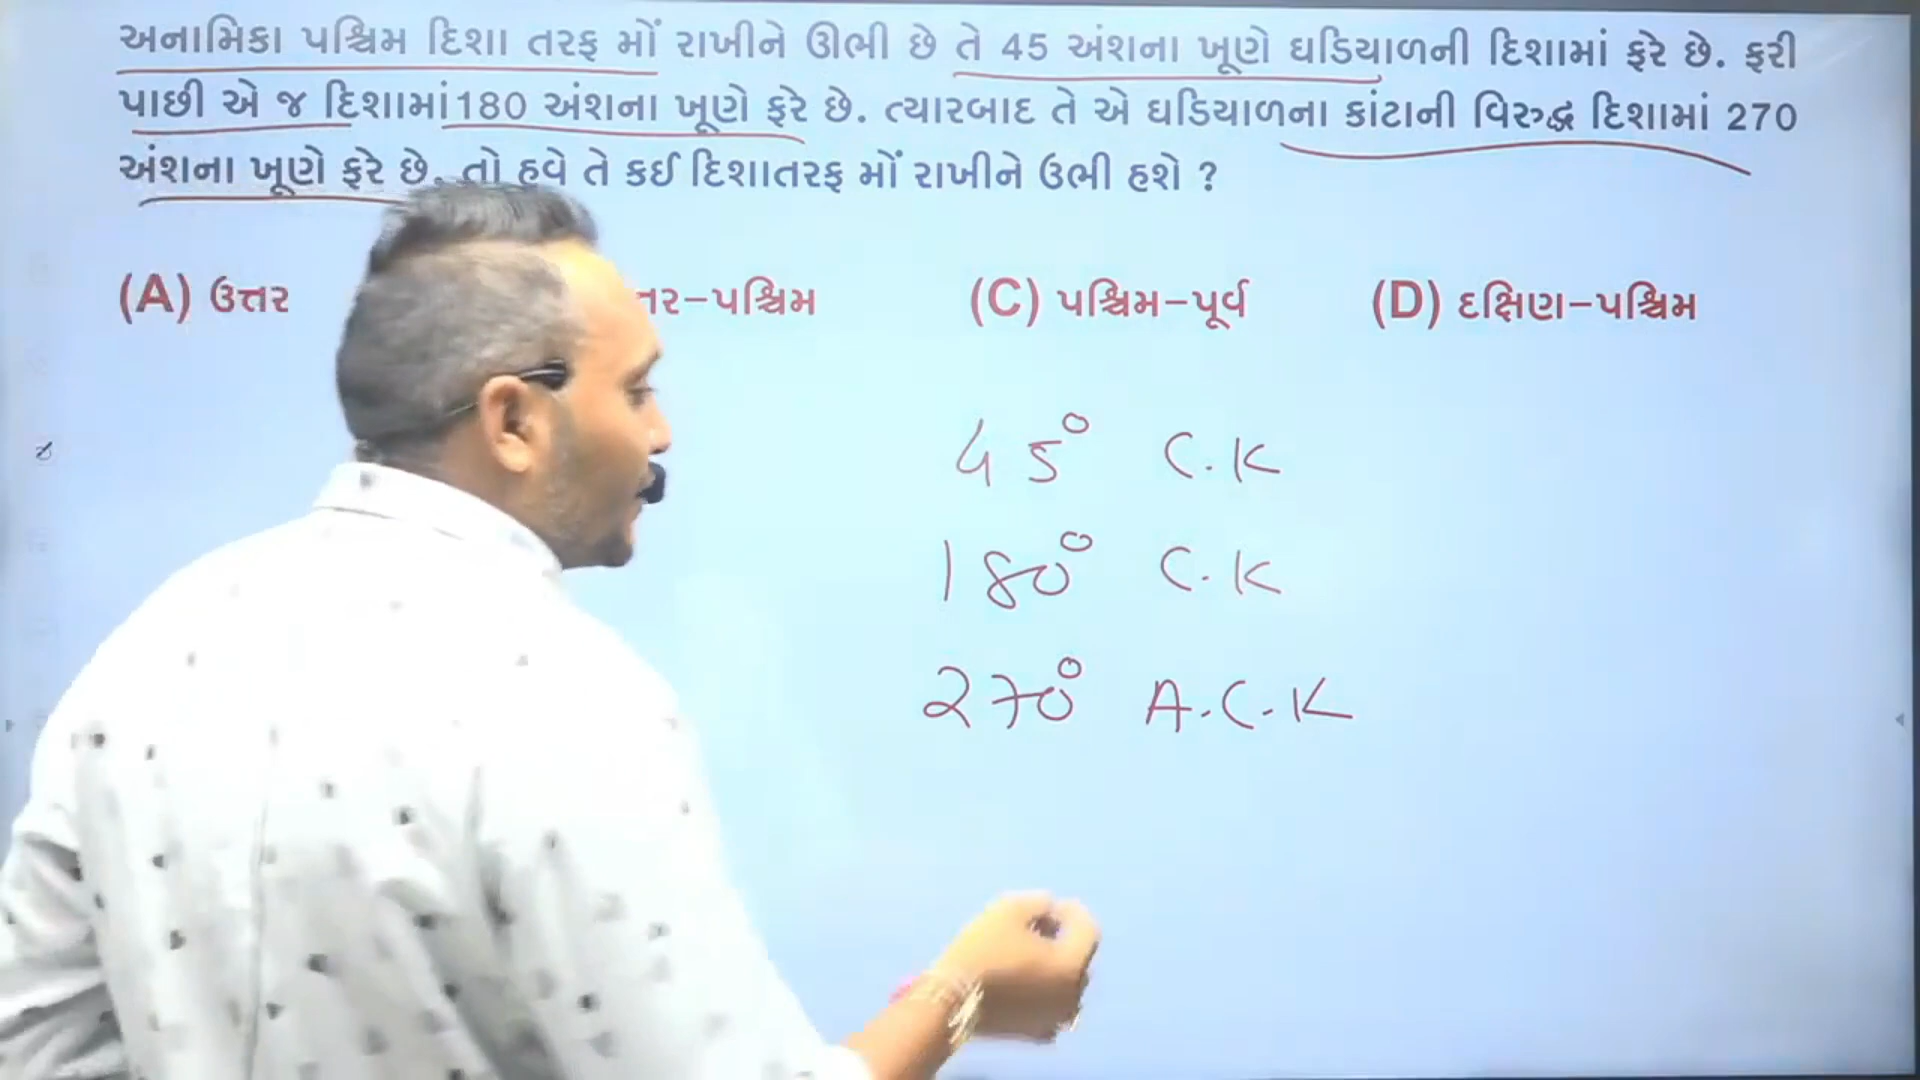 અનામિકા પશ્ચિમ દિશા તરફ મોં રાખીને ઊભી છે તે 45 અંશના ખૂણે ઘડિયાળની દિશામાં ફરે છે. ફરી
પાછી એ જ દિશામાં 180 અંશના ખૂણે ફરે છે. ત્યારબાદ તે એ ઘડિયાળના કાંટાની વિરુદ્ધ દિશામાં 270
અંશના ખૂણે ફરે છે. તો હવે તે કઈ દિશાતરફ મોં રાખીને ઉભી હશે ?
(A) ઉત્તર
પશ્ચિમ
(C) પશ્ચિમ-પૂર્વ
(D) દક્ષિણ-પશ્ચિમ
45° C.K
180° C.K
270° A.C.K